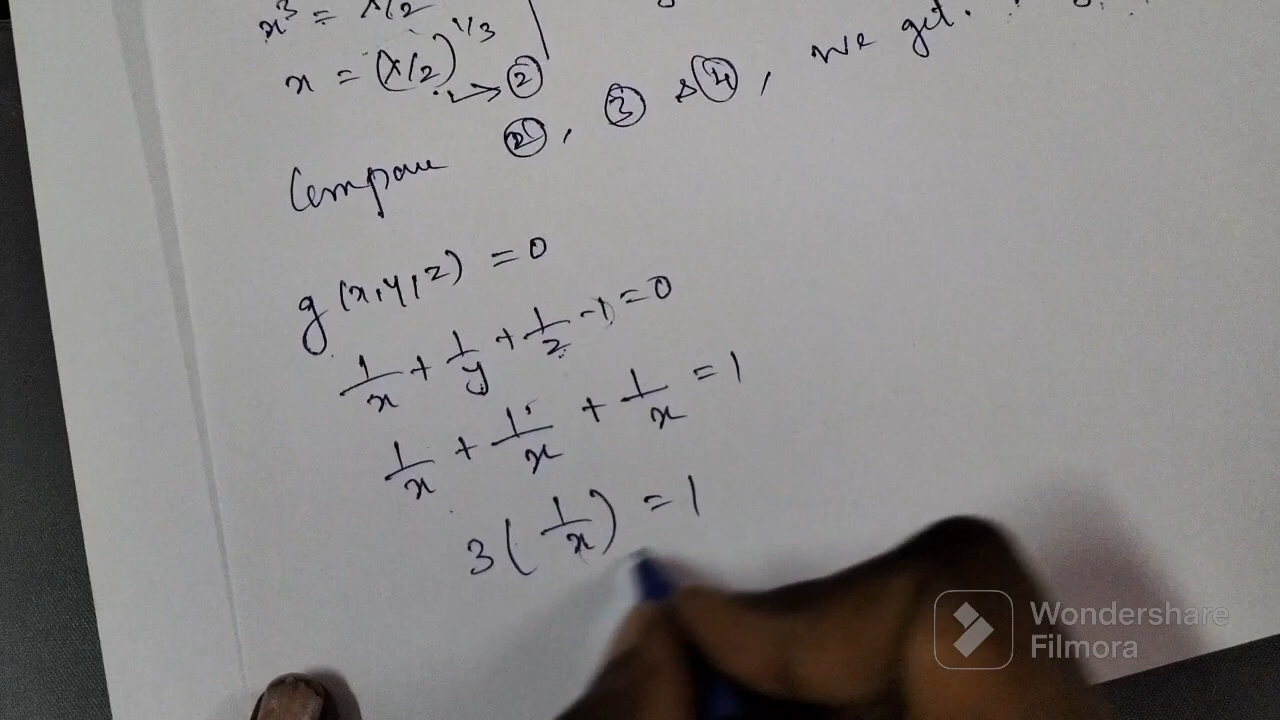 x³ = λ/2
x = (λ/2)^1/3 → ②
Compare ②, ③ & ④, we get.
g(x,y,z) = 0
1/x + 1/y + 1/z - 1 = 0
1/x + 1/x + 1/x = 1
3(1/x) = 1
Wondershare
Filmora